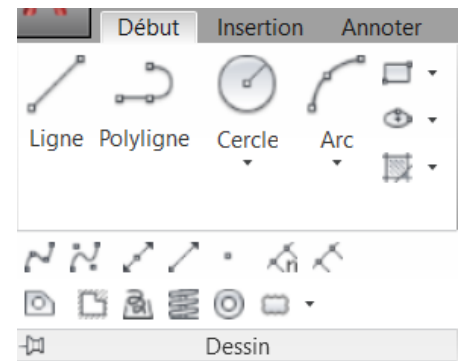 Début Insertion Annoter
Ligne Polyligne Cercle Arc
n
Dessin